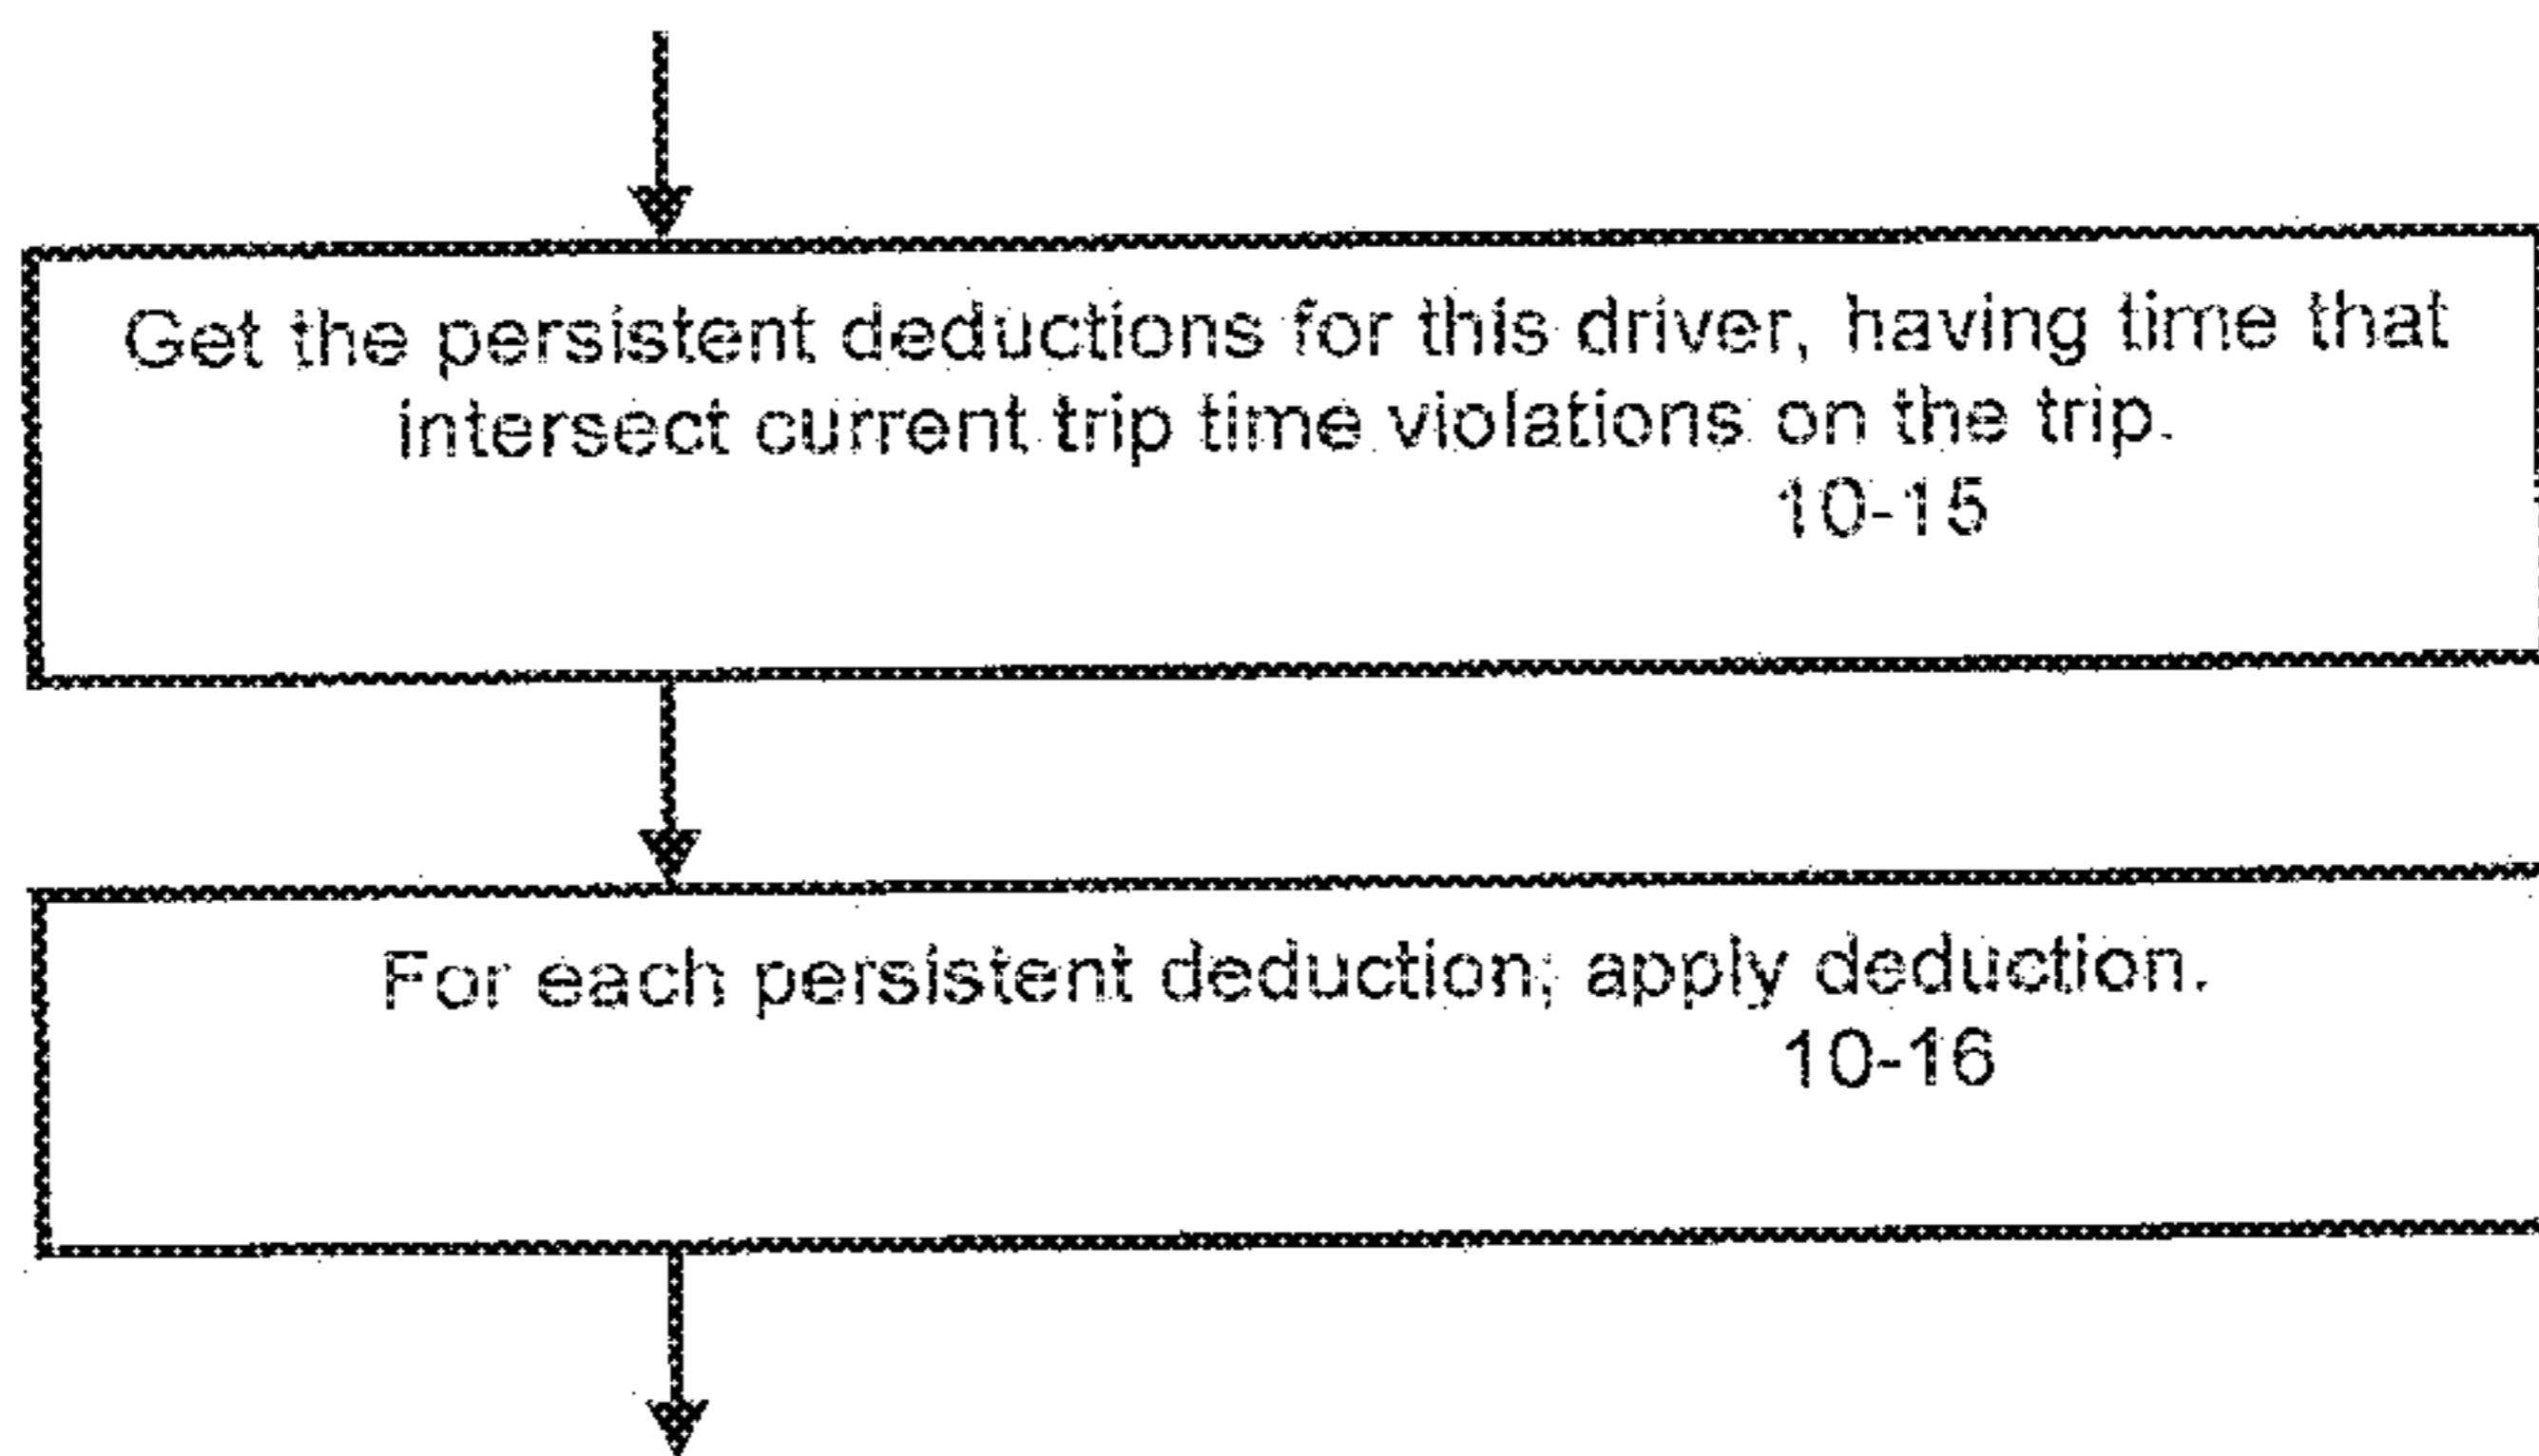 Get the persistent deductions for this driver, having time that
intersect current trip time violations on the trip.
10-15
For each persistent deduction; apply deduction.
10-16